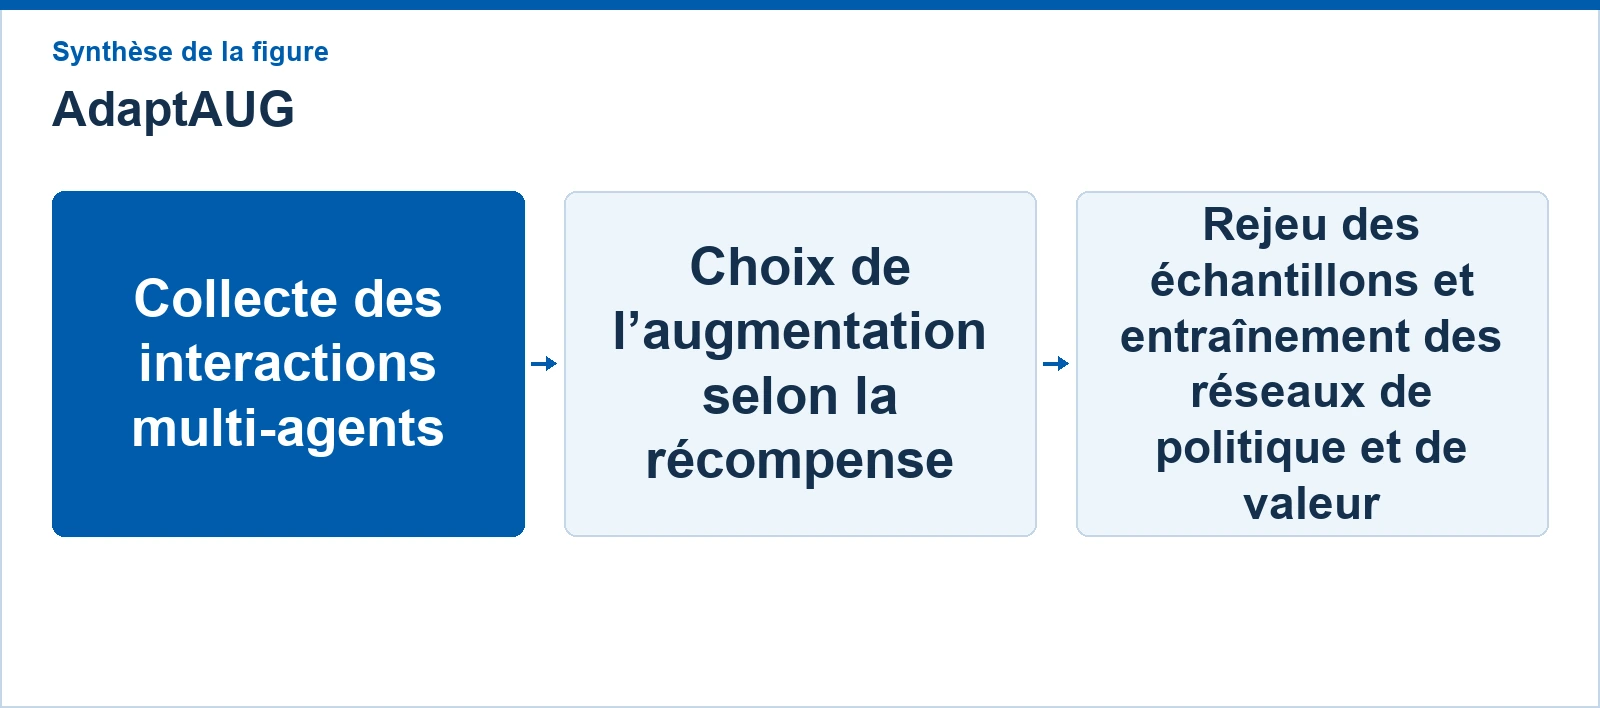 Synthèse de la figure
AdaptAUG
Collecte des
interactions
multi-agents
Choix de
l’augmentation
selon la
récompense
Rejeu des
échantillons et
entraînement des
réseaux de
politique et de
valeur